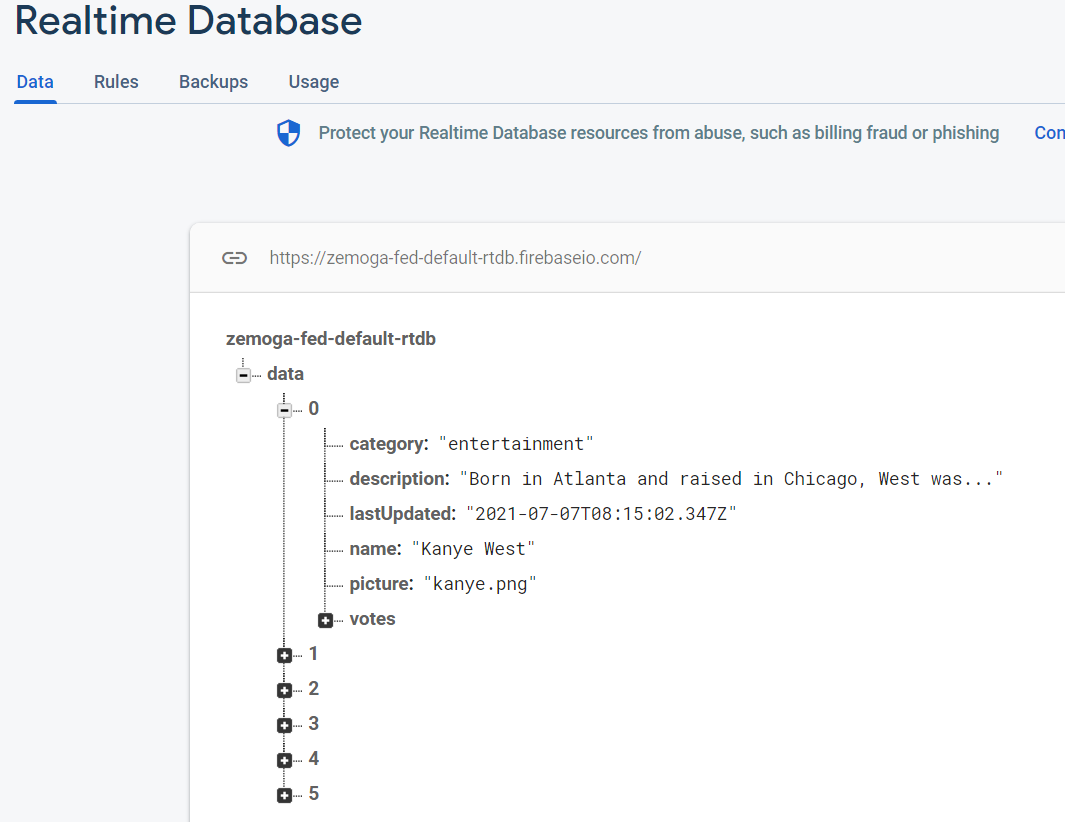 Realtime Database
Data Rules Backups Usage
Protect your Realtime Database resources from abuse, such as billing fraud or phishing Con
https://zemoga-fed-default-rtdb.firebaseio.com/
zemoga-fed-default-rtdb
data
0
category: "entertainment"
description: "Born in Atlanta and raised in Chicago, West was..."
lastUpdated: "2021-07-07T08:15:02.347Z"
name: "Kanye West"
picture: "kanye.png"
votes
1
2
3
4
5